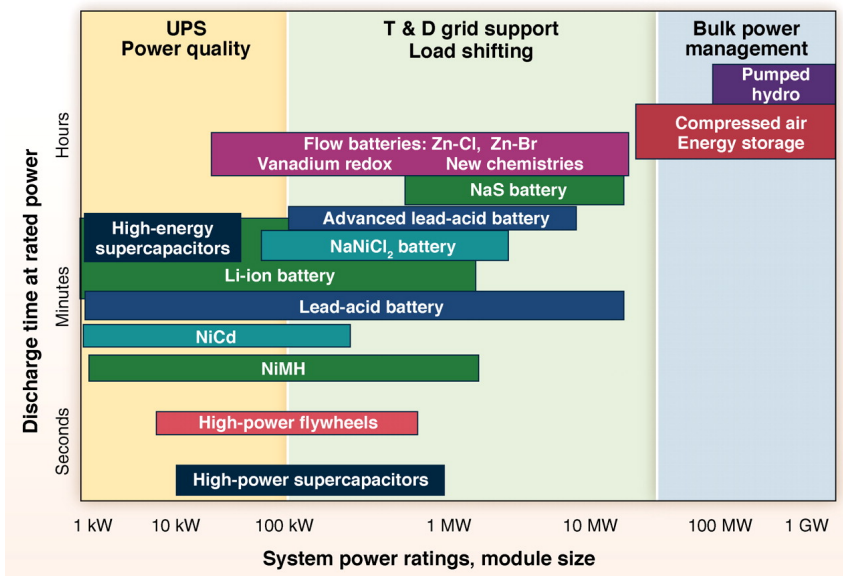 UPS
Power quality
T & D grid support
Load shifting
Bulk power
management
Pumped
hydro
Compressed air
Energy storage
Flow batteries: Zn-Cl, Zn-Br
Vanadium redox New chemistries
NaS battery
Advanced lead-acid battery
High-energy
supercapacitors
NaNiCl₂ battery
Li-ion battery
Lead-acid battery
NiCd
NiMH
High-power flywheels
High-power supercapacitors
Discharge time at rated power
Hours
Minutes
Seconds
1 kW 10 kW 100 kW 1 MW 10 MW 100 MW 1 GW
System power ratings, module size